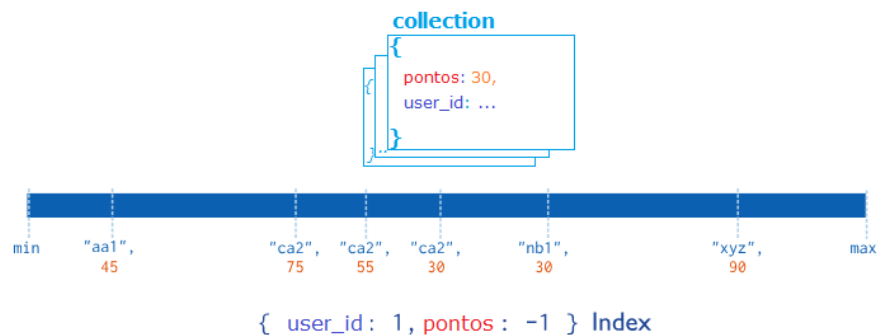 collection
{
pontos: 30,
user_id: ...
}
{
} ..
min "aa1", "ca2", "ca2", "ca2", "nb1", "xyz", max
45 75 55 30 30 90
{ user_id : 1, pontos : -1 } Index